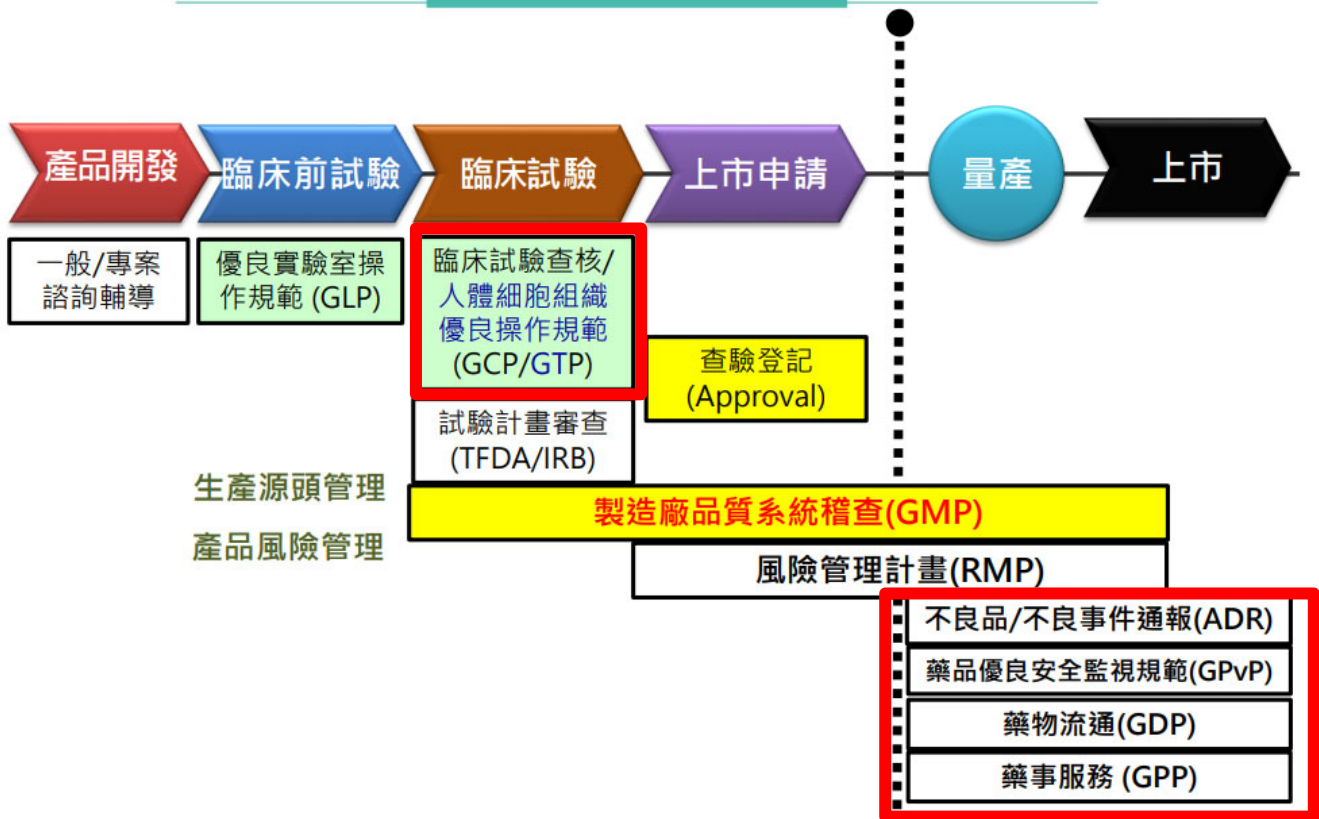 產品開發
臨床前試驗
臨床試驗
上市申請
量產
上市
一般/專案
諮詢輔導
優良實驗室操
作規範 (GLP)
臨床試驗查核/
人體細胞組織
優良操作規範
(GCP/GTP)
查驗登記
(Approval)
試驗計畫審查
(TFDA/IRB)
生產源頭管理
製造廠品質系統稽查(GMP)
產品風險管理
風險管理計畫(RMP)
不良品/不良事件通報(ADR)
藥品優良安全監視規範(GPvP)
藥物流通(GDP)
藥事服務 (GPP)